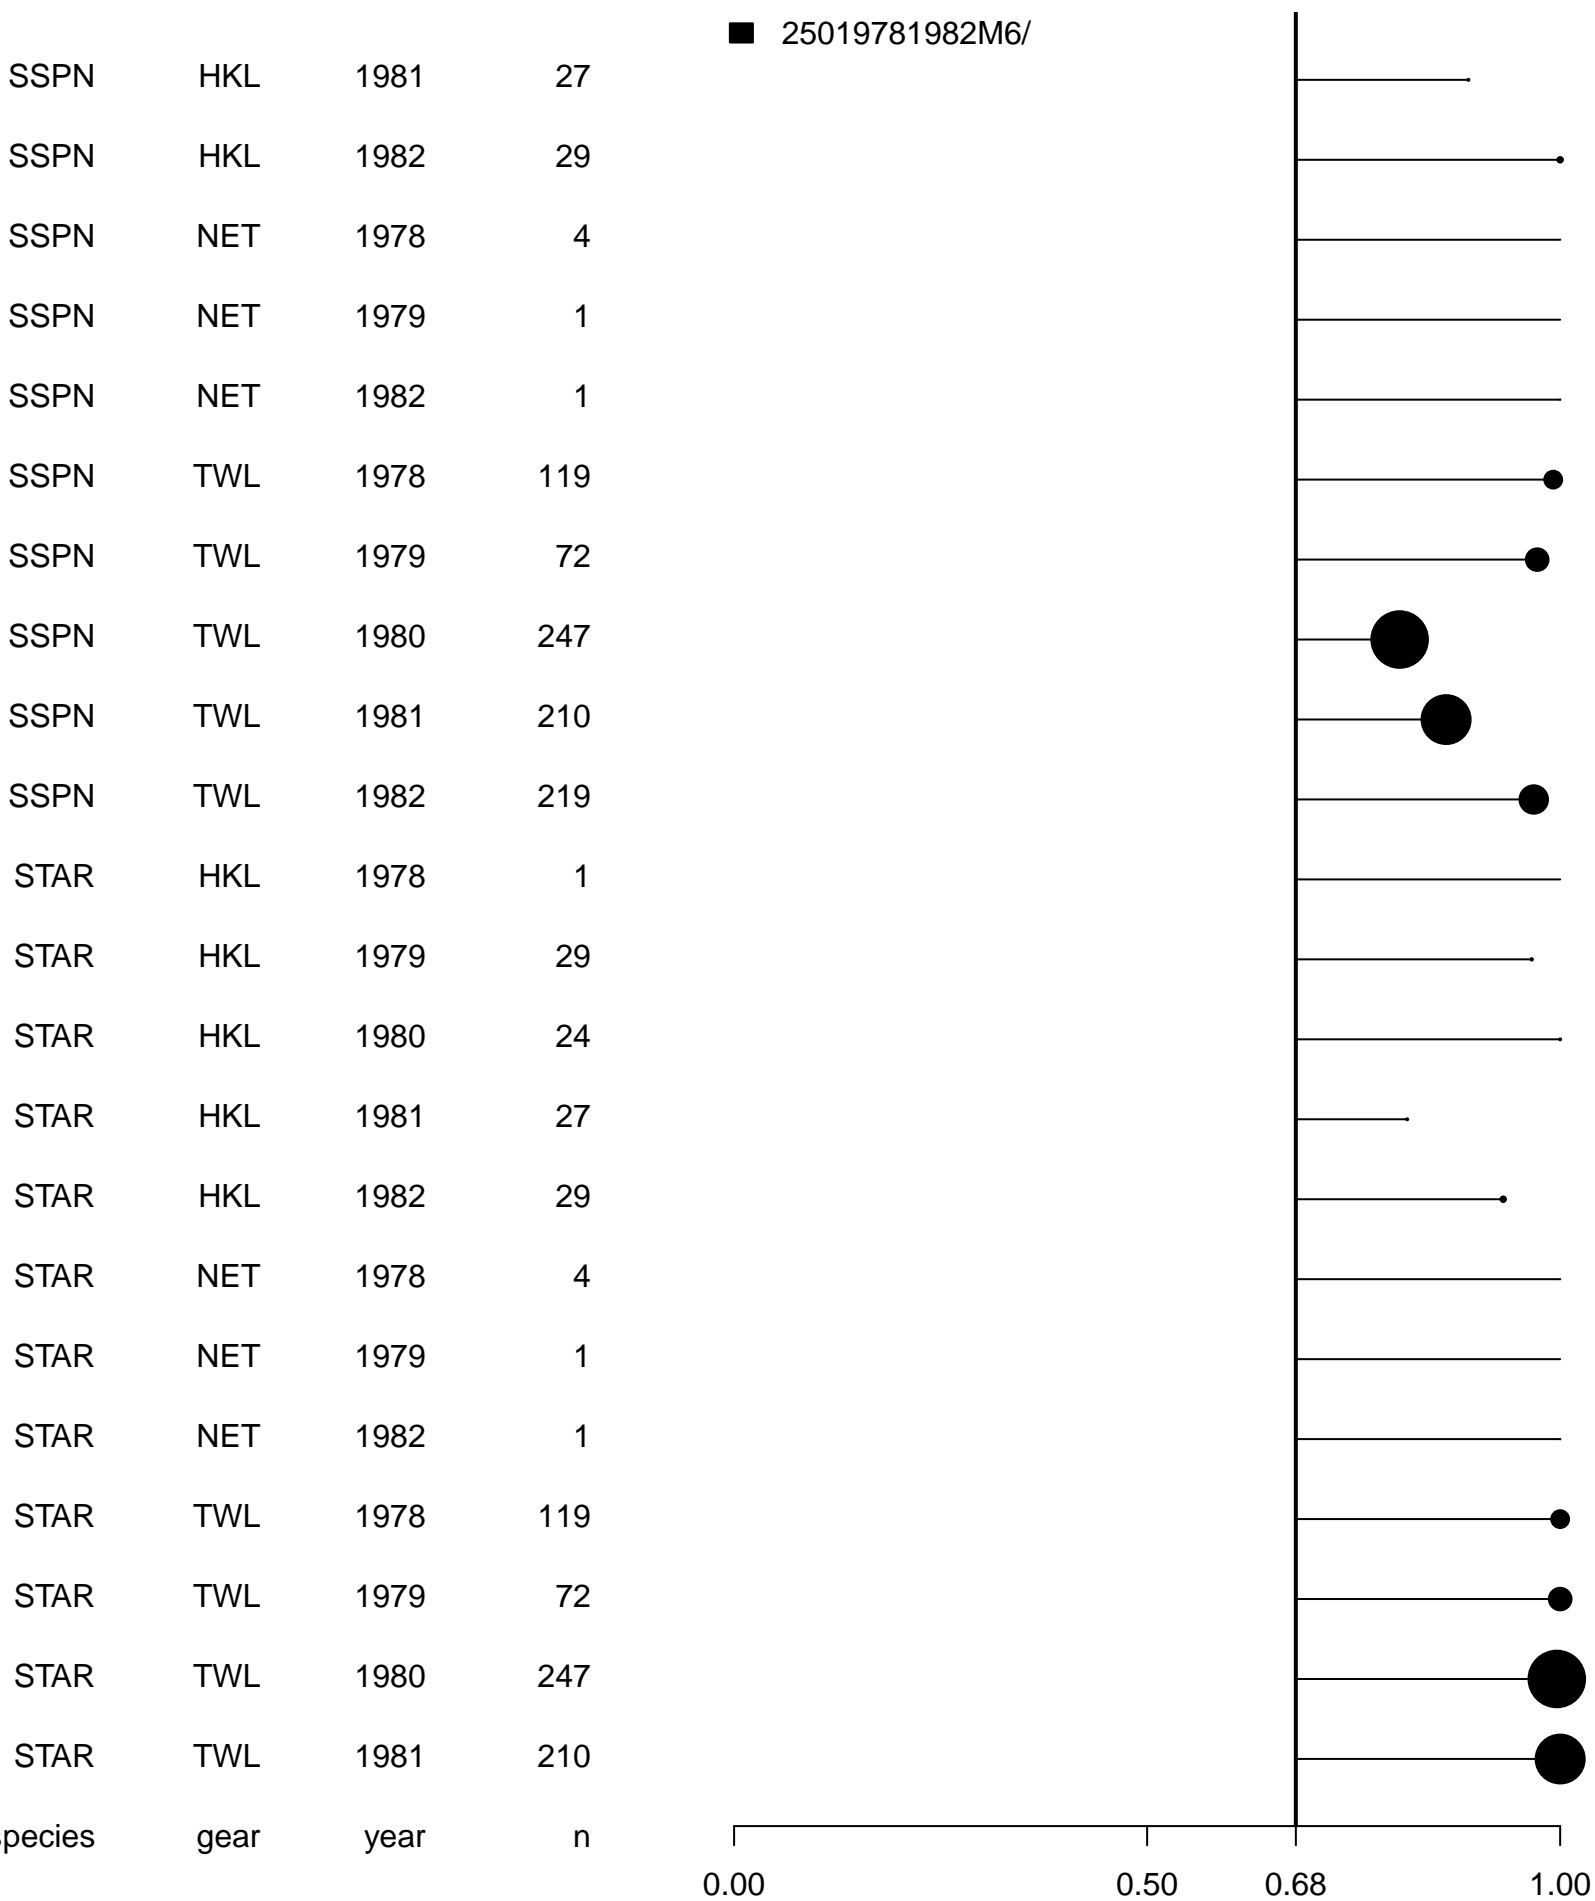 25019781982M6/
SSPN HKL 1981 27
SSPN HKL 1982 29
SSPN NET 1978 4
SSPN NET 1979 1
SSPN NET 1982 1
SSPN TWL 1978 119
SSPN TWL 1979 72
SSPN TWL 1980 247
SSPN TWL 1981 210
SSPN TWL 1982 219
STAR HKL 1978 1
STAR HKL 1979 29
STAR HKL 1980 24
STAR HKL 1981 27
STAR HKL 1982 29
STAR NET 1978 4
STAR NET 1979 1
STAR NET 1982 1
STAR TWL 1978 119
STAR TWL 1979 72
STAR TWL 1980 247
STAR TWL 1981 210
species gear year n
0.00 0.50 0.68 1.00